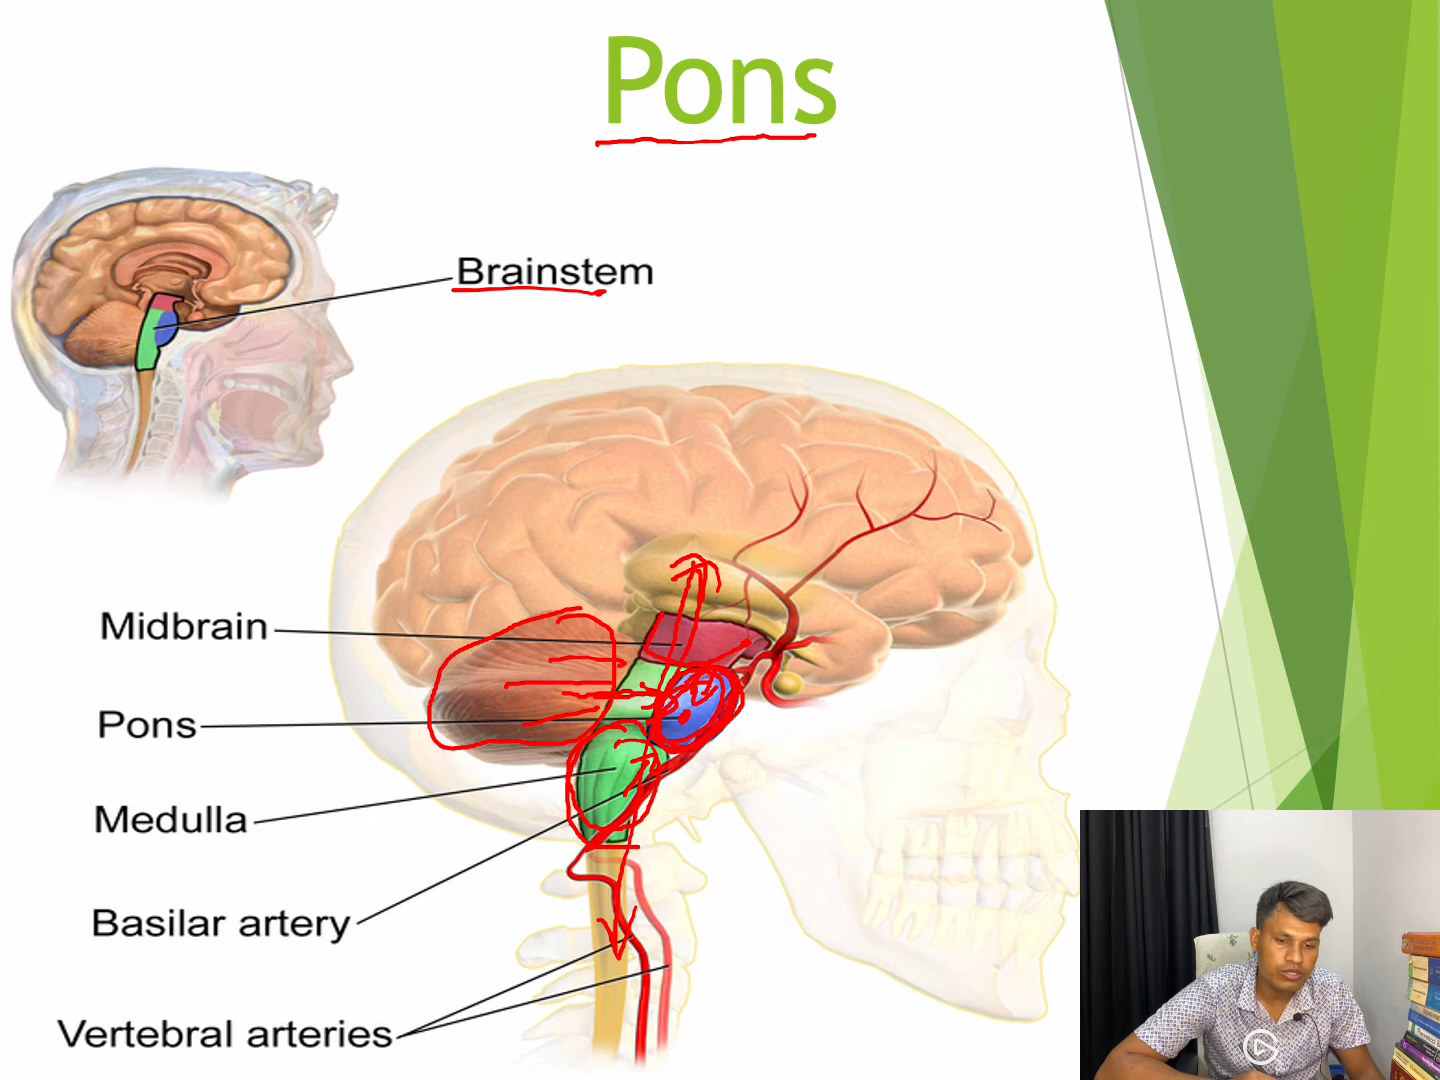 Pons
Brainstem
Midbrain
Pons
Medulla
Basilar artery
Vertebral arteries